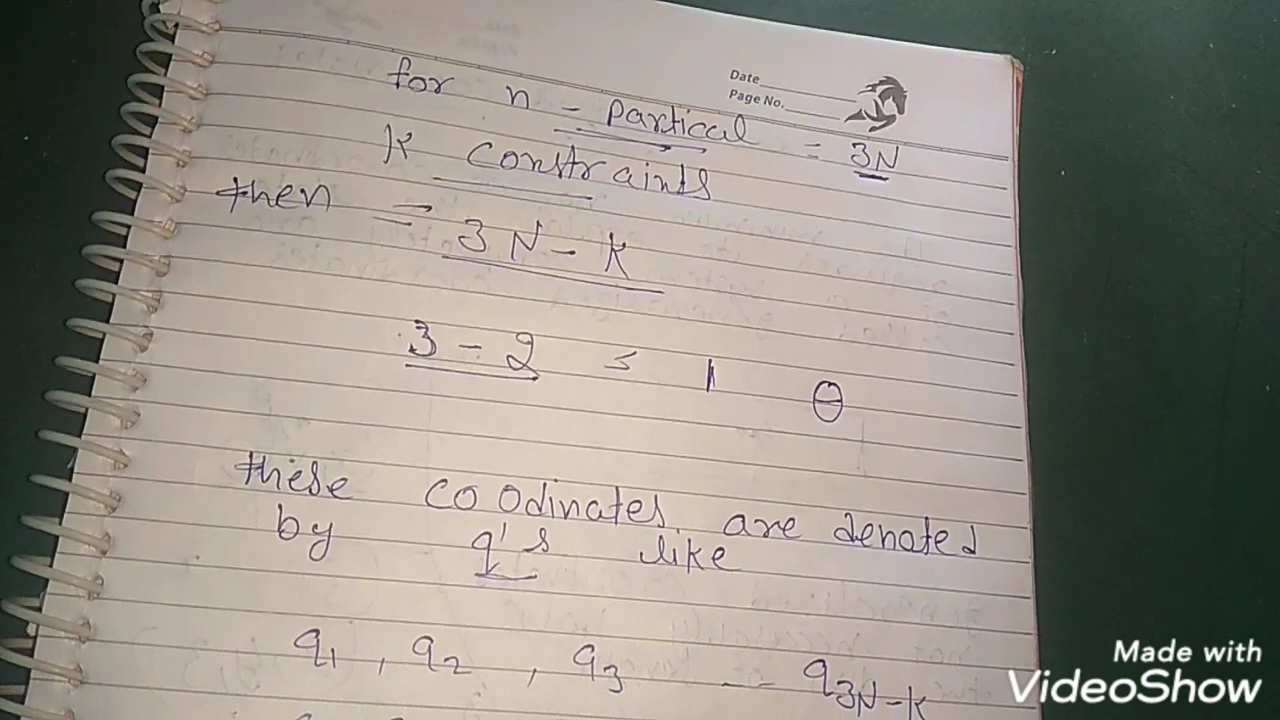 Date
Page No.
for n - partical = 3N
K constraints
then ⇒ 3N - K
3 - 2 = 1 θ
these coodinates are denoted
by q's like
q1, q2, q3 -- q3N-K
Made with
VideoShow